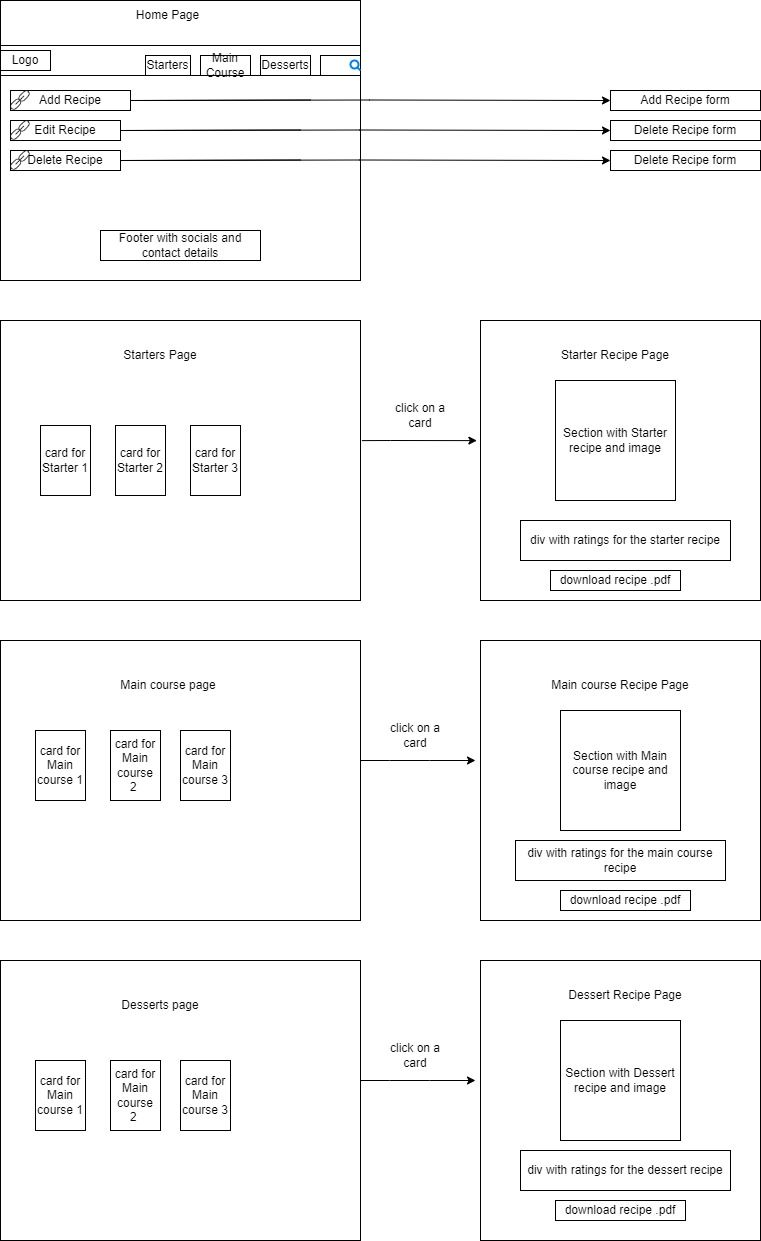 Home Page
Logo
Starters
Main
Course
Desserts
Add Recipe
Add Recipe form
Edit Recipe
Delete Recipe form
Delete Recipe
Delete Recipe form
Footer with socials and
contact details
Starters Page
card for
Starter 1
card for
Starter 2
card for
Starter 3
click on a
card
Starter Recipe Page
Section with Starter
recipe and image
div with ratings for the starter recipe
download recipe .pdf
Main course page
card for
Main
course 1
card for
Main
course
2
card for
Main
course 3
click on a
card
Main course Recipe Page
Section with Main
course recipe and
image
div with ratings for the main course
recipe
download recipe .pdf
Desserts page
card for
Main
course 1
card for
Main
course
2
card for
Main
course 3
click on a
card
Dessert Recipe Page
Section with Dessert
recipe and image
div with ratings for the dessert recipe
download recipe .pdf